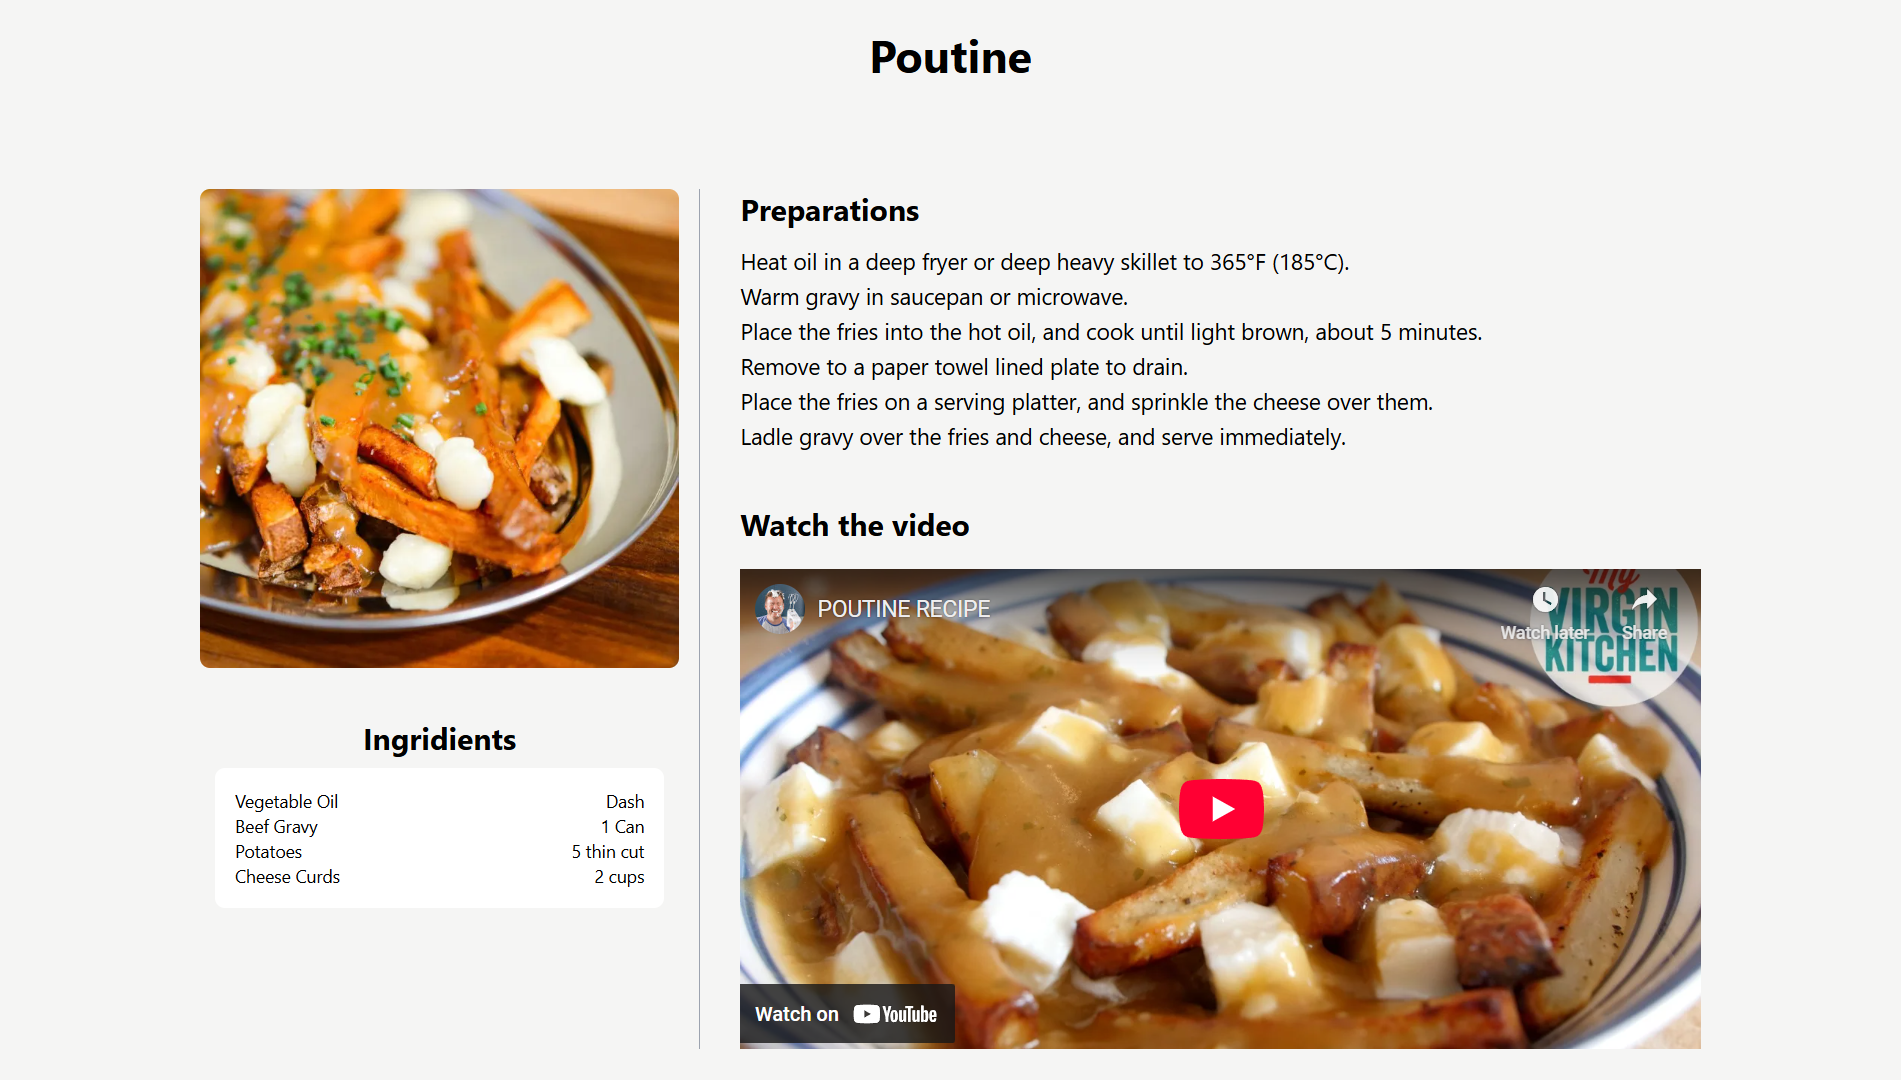 Poutine
Preparations
Heat oil in a deep fryer or deep heavy skillet to 365°F (185°C).
Warm gravy in saucepan or microwave.
Place the fries into the hot oil, and cook until light brown, about 5 minutes.
Remove to a paper towel lined plate to drain.
Place the fries on a serving platter, and sprinkle the cheese over them.
Ladle gravy over the fries and cheese, and serve immediately.
Watch the video
POUTINE RECIPE
My
VIRGIN
KITCHEN
Watch later
Share
Watch on YouTube
Ingridients
Vegetable Oil Dash
Beef Gravy 1 Can
Potatoes 5 thin cut
Cheese Curds 2 cups